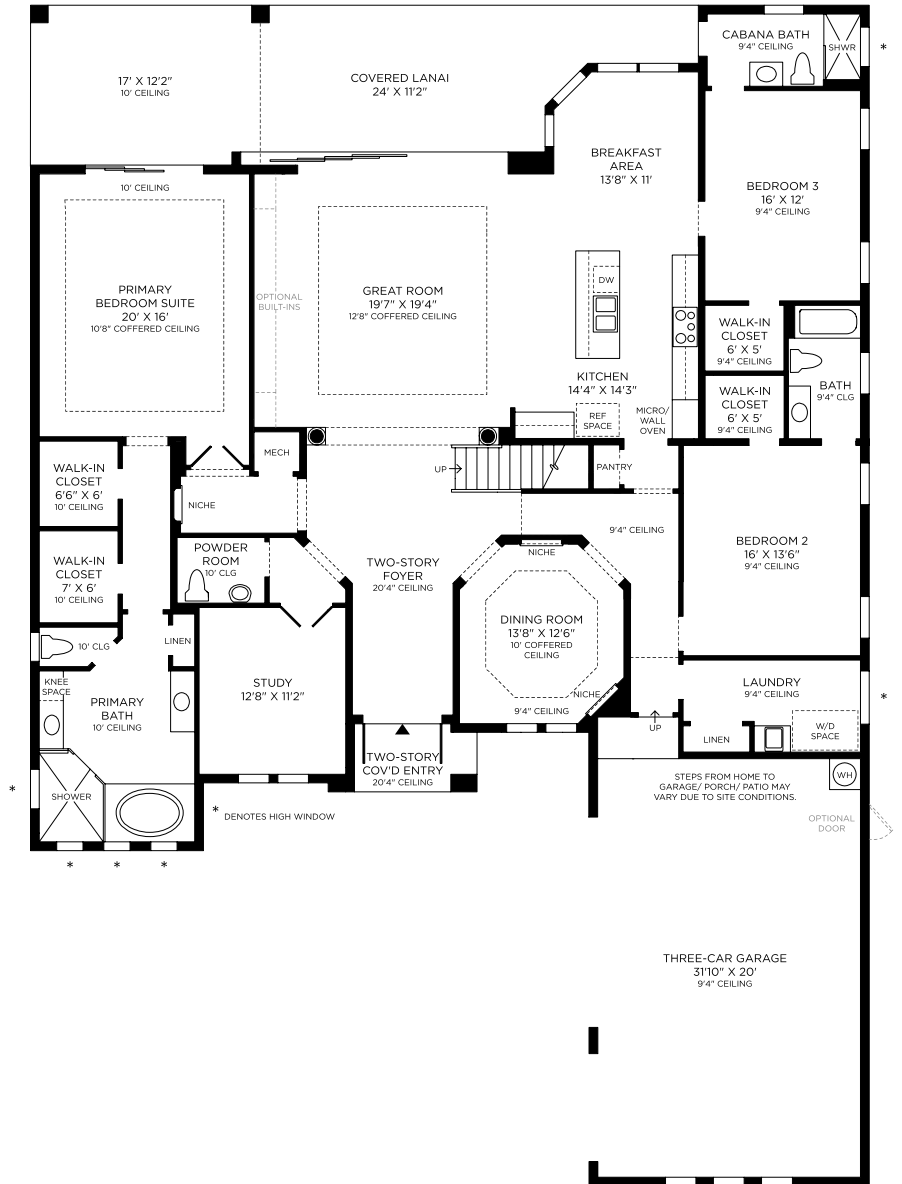 CABANA BATH
9'4" CEILING
SHWR
*
17' X 12'2"
10' CEILING
COVERED LANAI
24' X 11'2"
BREAKFAST
AREA
13'8" X 11'
BEDROOM 3
16' X 12'
9'4" CEILING
10' CEILING
PRIMARY
BEDROOM SUITE
20' X 16'
10'8" COFFERED CEILING
OPTIONAL
BUILT-INS
GREAT ROOM
19'7" X 19'4"
12'8" COFFERED CEILING
DW
KITCHEN
14'4" X 14'3"
REF
SPACE
MICRO/
WALL
OVEN
WALK-IN
CLOSET
6' X 5'
9'4" CEILING
WALK-IN
CLOSET
6' X 5'
9'4" CEILING
BATH
9'4" CLG
MECH
UP
PANTRY
WALK-IN
CLOSET
6'6" X 6'
10' CEILING
NICHE
9'4" CEILING
BEDROOM 2
16' X 13'6"
9'4" CEILING
WALK-IN
CLOSET
7' X 6'
10' CEILING
POWDER
ROOM
10' CLG
TWO-STORY
FOYER
20'4" CEILING
NICHE
DINING ROOM
13'8" X 12'6"
10' COFFERED
CEILING
NICHE
9'4" CEILING
10' CLG
LINEN
KNEE
SPACE
PRIMARY
BATH
10' CEILING
STUDY
12'8" X 11'2"
LAUNDRY
9'4" CEILING
*
UP
LINEN
W/D
SPACE
TWO-STORY
COV'D ENTRY
20'4" CEILING
STEPS FROM HOME TO
GARAGE/ PORCH/ PATIO MAY
VARY DUE TO SITE CONDITIONS.
WH
*
SHOWER
* DENOTES HIGH WINDOW
OPTIONAL
DOOR
* * *
THREE-CAR GARAGE
31'10" X 20'
9'4" CEILING